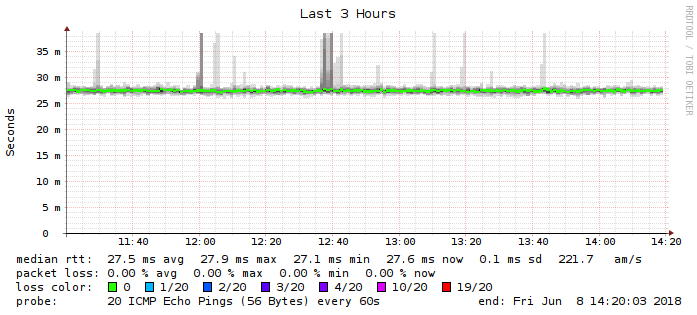 Last 3 Hours
RRDTOOL / TOBI OETIKER
Seconds
35 m
30 m
25 m
20 m
15 m
10 m
5 m
0
11:40 12:00 12:20 12:40 13:00 13:20 13:40 14:00 14:20
median rtt: 27.5 ms avg 27.9 ms max 27.1 ms min 27.6 ms now 0.1 ms sd 221.7 am/s
packet loss: 0.00 % avg 0.00 % max 0.00 % min 0.00 % now
loss color: 0 1/20 2/20 3/20 4/20 10/20 19/20
probe: 20 ICMP Echo Pings (56 Bytes) every 60s end: Fri Jun 8 14:20:03 2018